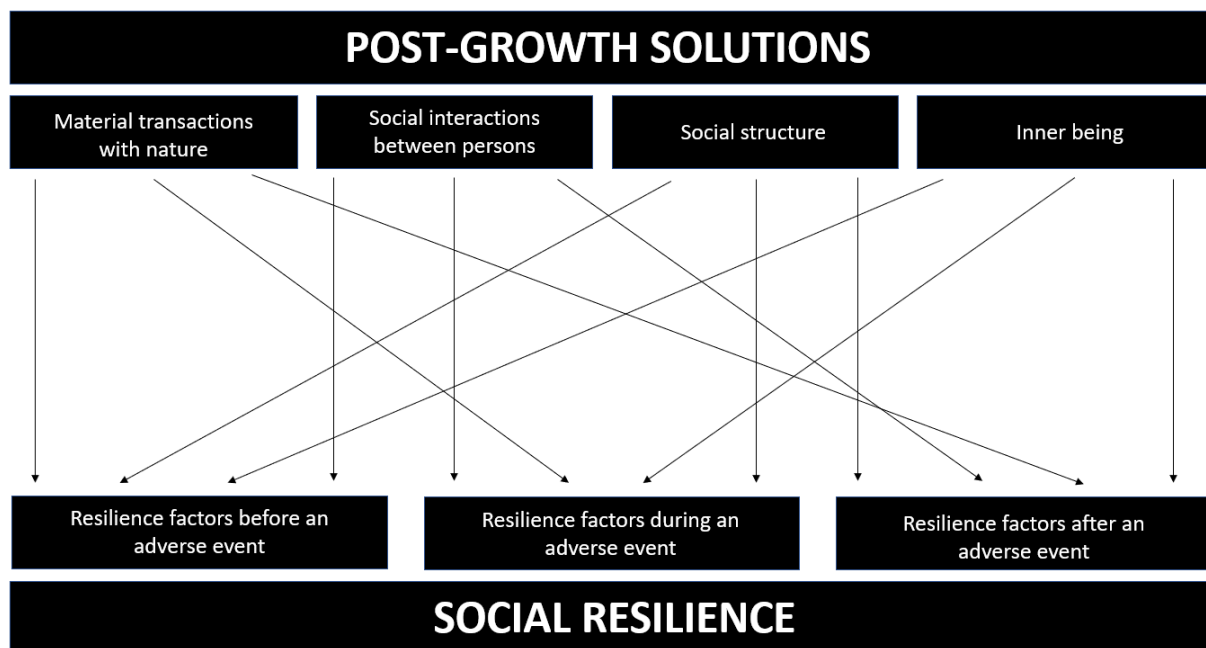 POST-GROWTH SOLUTIONS
Material transactions
with nature
Social interactions
between persons
Social structure
Inner being
Resilience factors before an
adverse event
Resilience factors during an
adverse event
Resilience factors after an
adverse event
SOCIAL RESILIENCE